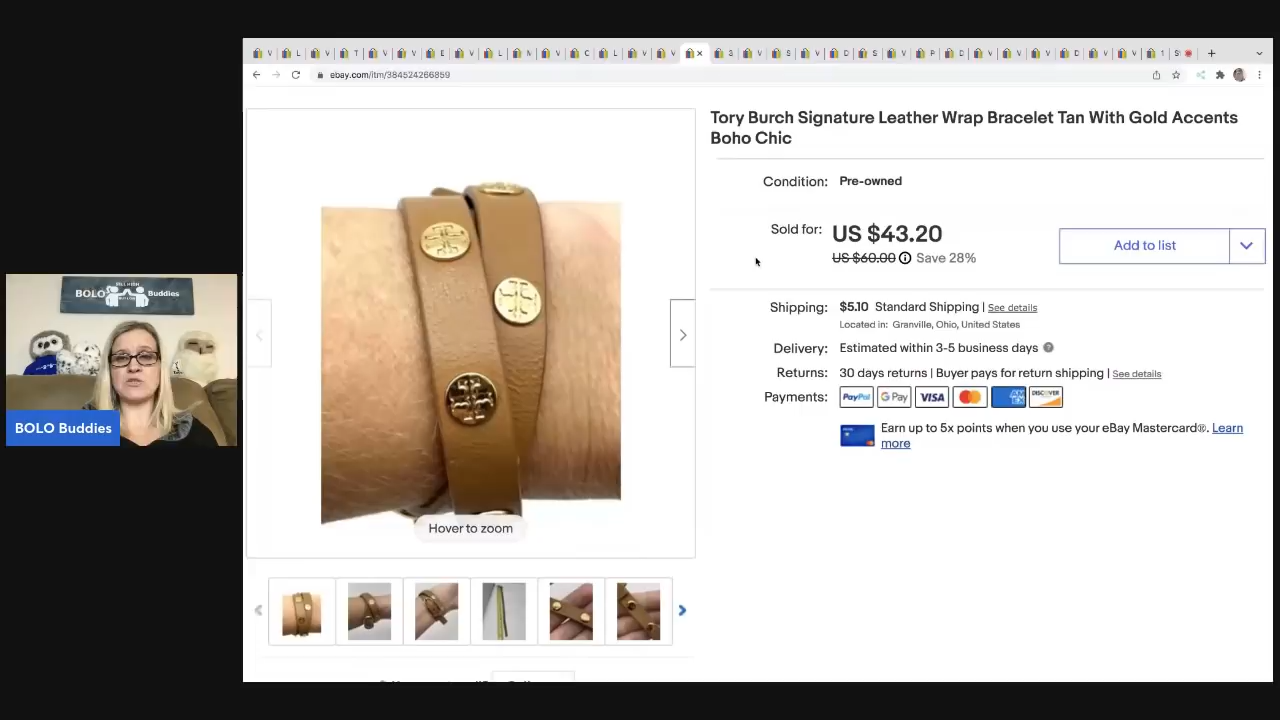 ebay.com/itm/384524266859
Tory Burch Signature Leather Wrap Bracelet Tan With Gold Accents
Boho Chic
Condition: Pre-owned
Sold for: US $43.20
US $60.00 Save 28%
Add to list
Shipping: $5.10 Standard Shipping | See details
Located in: Granville, Ohio, United States
Delivery: Estimated within 3-5 business days
Returns: 30 days returns | Buyer pays for return shipping | See details
Payments: PayPal G Pay VISA DISCOVER
Earn up to 5x points when you use your eBay Mastercard®. Learn
more
Hover to zoom
BOLO Buddies
BOLO Buddies